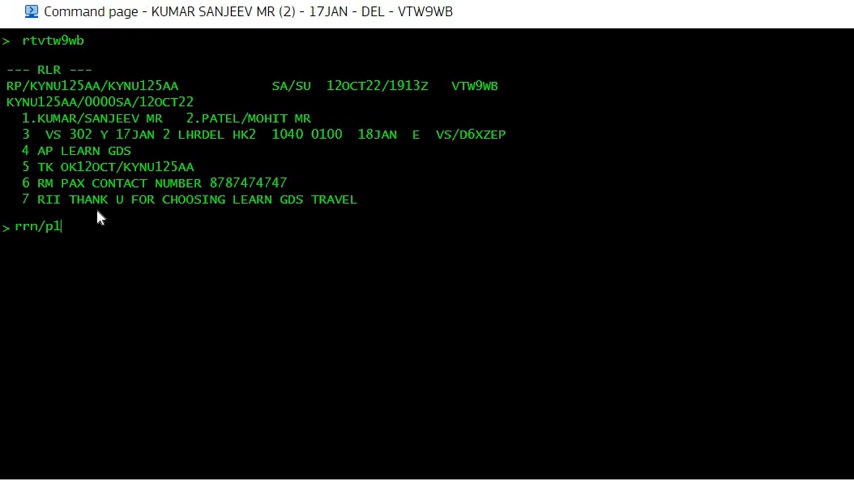 Command page - KUMAR SANJEEV MR (2) - 17JAN - DEL - VTW9WB
> rtvtw9wb
--- RLR ---
RP/KYNU125AA/KYNU125AA SA/SU 12OCT22/1913Z VTW9WB
KYNU125AA/0000SA/12OCT22
1.KUMAR/SANJEEV MR 2.PATEL/MOHIT MR
3 VS 302 Y 17JAN 2 LHRDEL HK2 1040 0100 18JAN E VS/D6XZEP
4 AP LEARN GDS
5 TK OK12OCT/KYNU125AA
6 RM PAX CONTACT NUMBER 8787474747
7 RII THANK U FOR CHOOSING LEARN GDS TRAVEL
> rrn/p1